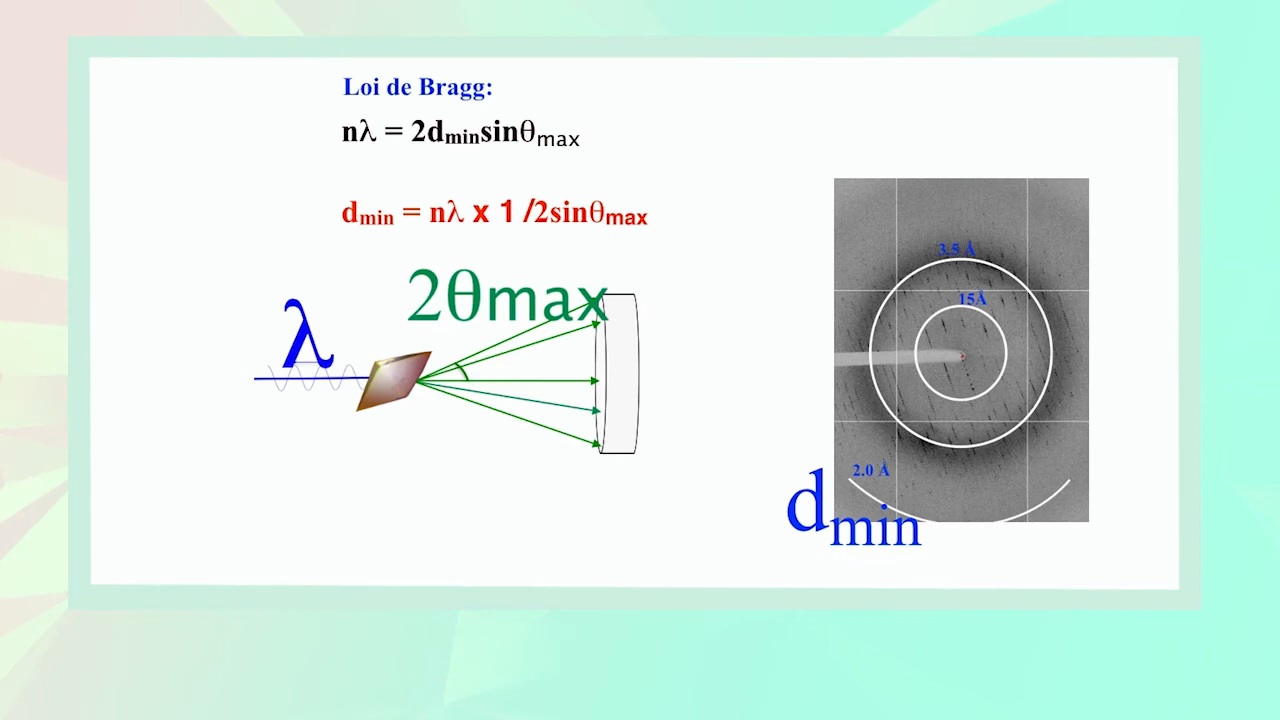 Loi de Bragg:
nλ = 2dminsinθmax
dmin = nλ x 1 /2sinθmax
2θmax
λ
3.5 Å
15Å
2.0 Å
dmin